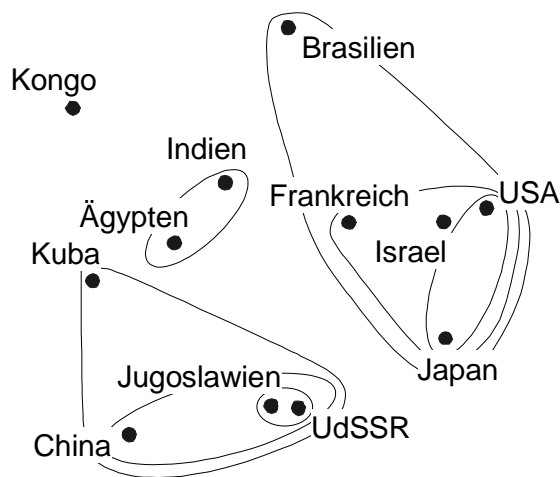 Brasilien
Kongo
Indien
Frankreich
USA
Ägypten
Israel
Kuba
Jugoslawien
Japan
UdSSR
China